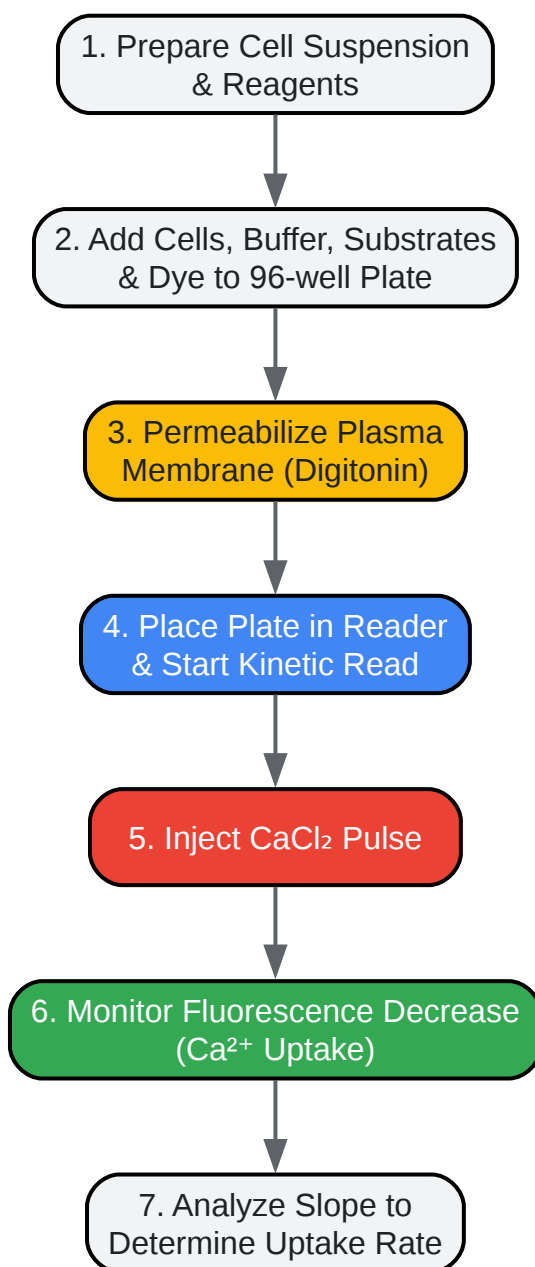 1. Prepare Cell Suspension
& Reagents
2. Add Cells, Buffer, Substrates
& Dye to 96-well Plate
3. Permeabilize Plasma
Membrane (Digitonin)
4. Place Plate in Reader
& Start Kinetic Read
5. Inject CaCl₂ Pulse
6. Monitor Fluorescence Decrease
(Ca²⁺ Uptake)
7. Analyze Slope to
Determine Uptake Rate